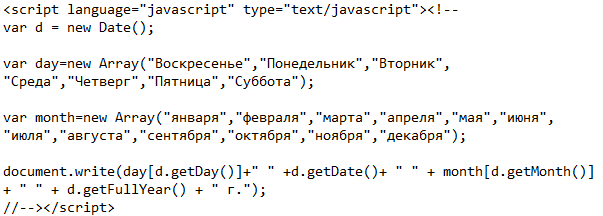 <script language="javascript" type="text/javascript"><!--
var d = new Date();
var day=new Array("Воскресенье","Понедельник","Вторник",
"Среда","Четверг","Пятница","Суббота");
var month=new Array("января","февраля","марта","апреля","мая","июня",
"июля","августа","сентября","октября","ноября","декабря");
document.write(day[d.getDay()]+" " +d.getDate()+ " " + month[d.getMonth()]
+ " " + d.getFullYear() + " г.");
//--></script>